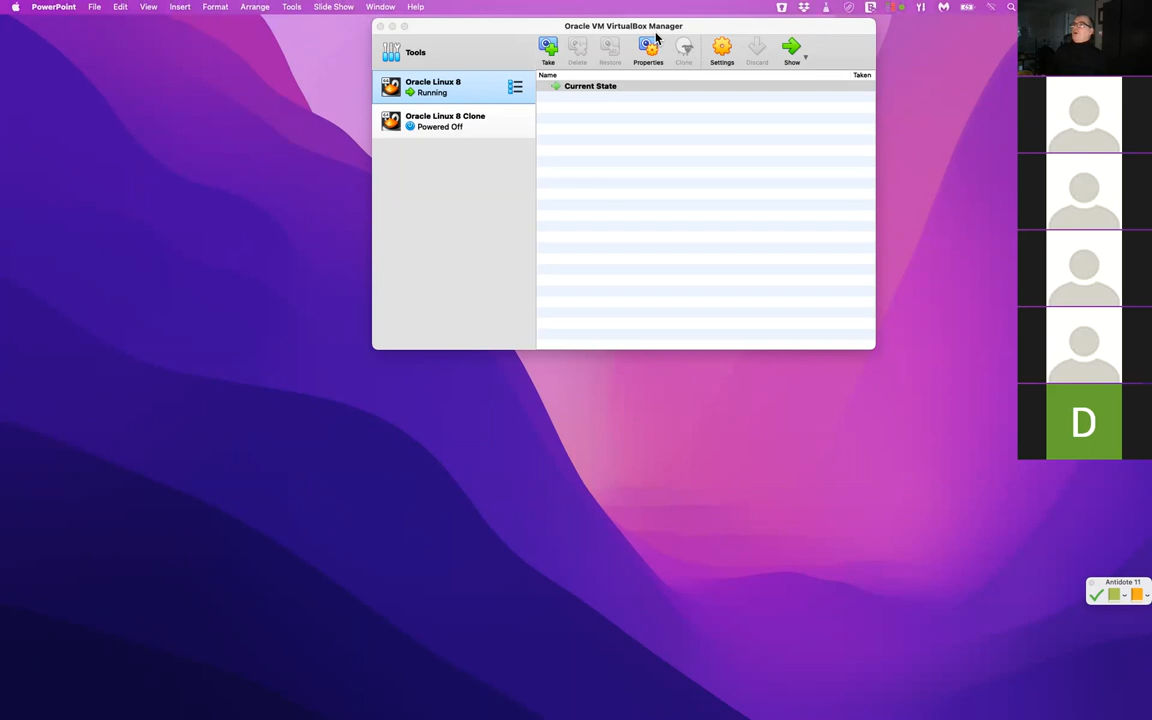 PowerPoint File Edit View Insert Format Arrange Tools Slide Show Window Help
Oracle VM VirtualBox Manager
Tools
Take Delete Restore Properties Clone Settings Discard Show
Name Taken
Oracle Linux 8
Running
Current State
Oracle Linux 8 Clone
Powered Off
D
Antidote 11